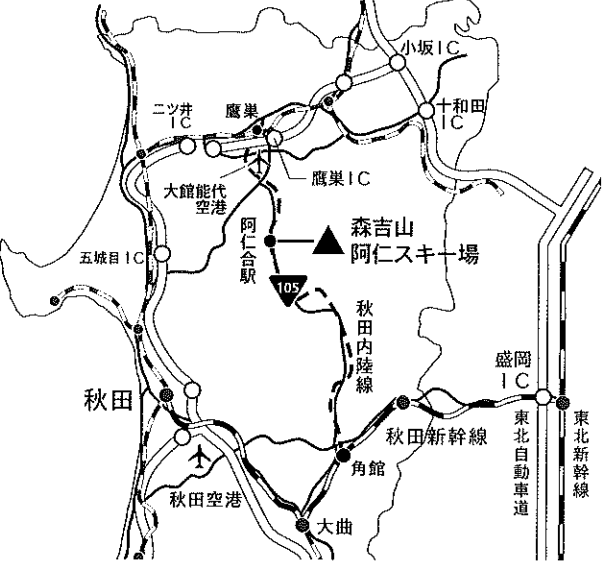 小坂IC
十和田
IC
二ツ井
IC
鷹巣
鷹巣IC
大館能代
空港
阿仁合駅
森吉山
阿仁スキー場
五城目IC
105
秋田内陸線
盛岡
IC
秋田
秋田新幹線
角館
東北自動車道
東北新幹線
秋田空港
大曲